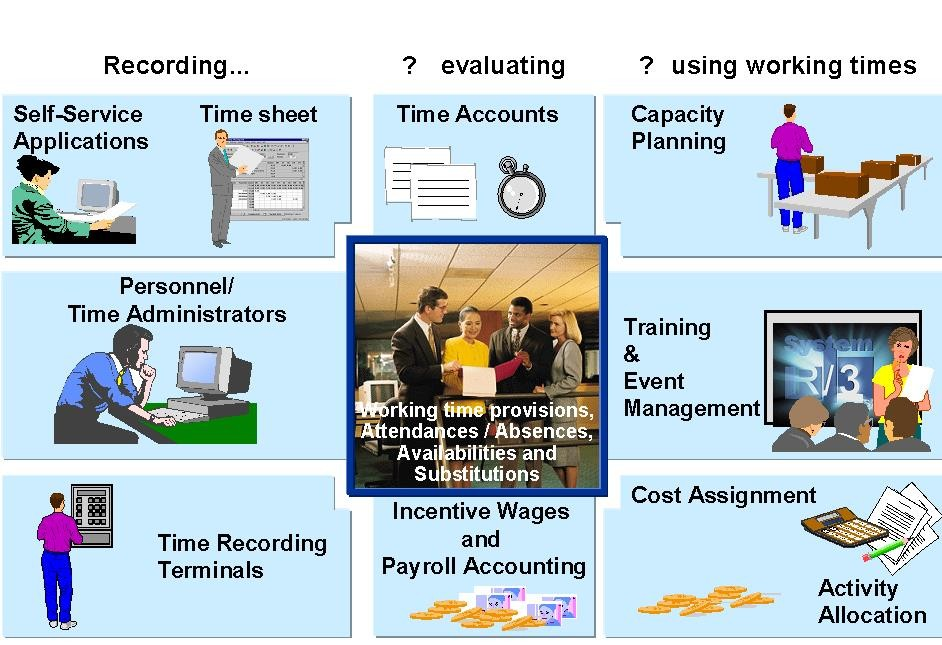 Recording...
? evaluating
? using working times
Self-Service
Applications
Time sheet
Time Accounts
Capacity
Planning
Personnel/
Time Administrators
Working time provisions,
Attendances / Absences,
Availabilities and
Substitutions
Training
&
Event
Management
System
R/3
Time Recording
Terminals
Incentive Wages
and
Payroll Accounting
Cost Assignment
Activity
Allocation